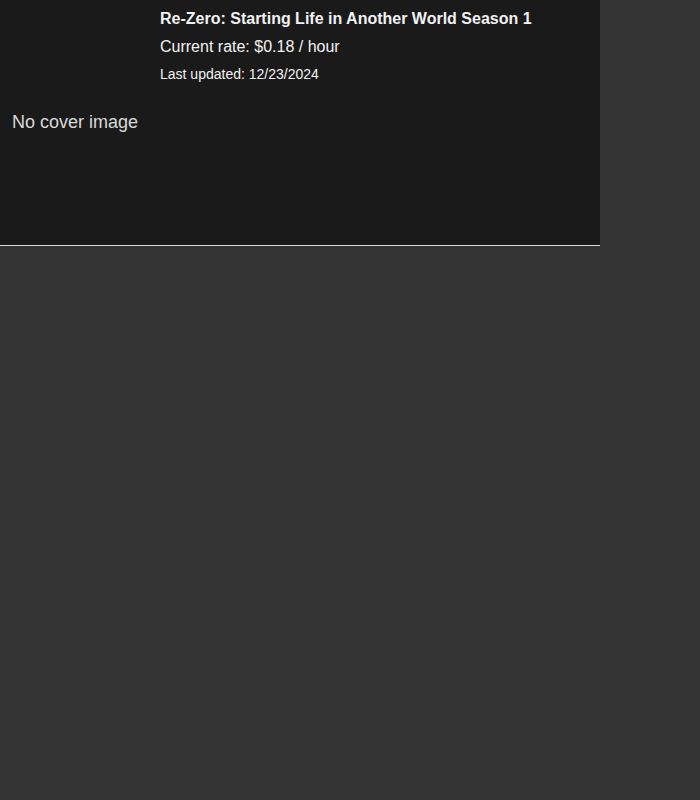 Re-Zero: Starting Life in Another World Season 1
Current rate: $0.18 / hour
Last updated: 12/23/2024
No cover image